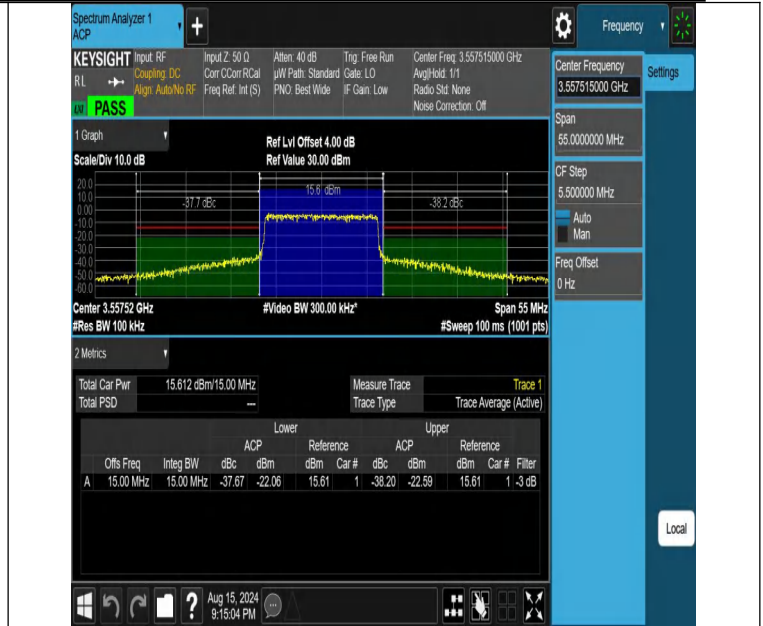 Spectrum Analyzer 1
ACP
Frequency
KEYSIGHT Input: RF Input Z: 50 Ω Atten: 40 dB Trig: Free Run Center Freq: 3.557515000 GHz
RL Coupling: DC Corr CCorr RCal µW Path: Standard Gate: LO Avg|Hold: 1/1
Align: Auto/No RF Freq Ref: Int (S) PNO: Best Wide IF Gain: Low Radio Std: None
PASS Noise Correction: Off
Center Frequency
3.557515000 GHz
Settings
Span
55.0000000 MHz
CF Step
5.500000 MHz
Auto
Man
Freq Offset
0 Hz
1 Graph
Ref Lvl Offset 4.00 dB
Scale/Div 10.0 dB Ref Value 30.00 dBm
20.0
10.0
0.00
-10.0
-20.0
-30.0
-40.0
-50.0
-60.0
-37.7 dBc 15.6 dBm -38.2 dBc
Center 3.55752 GHz #Video BW 300.00 kHz* Span 55 MHz
#Res BW 100 kHz #Sweep 100 ms (1001 pts)
2 Metrics
Total Car Pwr 15.612 dBm/15.00 MHz Measure Trace Trace 1
Total PSD --- Trace Type Trace Average (Active)
Lower Upper
ACP Reference ACP Reference
Offs Freq Integ BW dBc dBm dBm Car # dBc dBm dBm Car # Filter
A 15.00 MHz 15.00 MHz -37.67 -22.06 15.61 1 -38.20 -22.59 15.61 1 -3 dB
Local
? Aug 15, 2024
9:15:04 PM